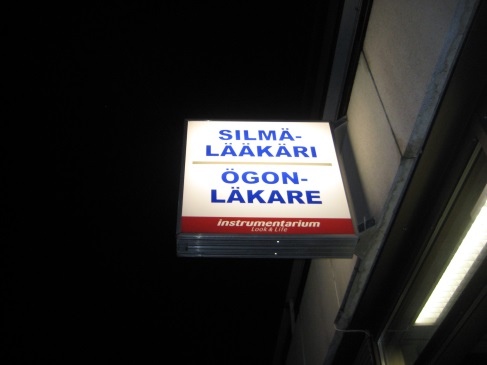 SILMÄ-
LÄÄKÄRI
ÖGON-
LÄKARE
instrumentarium
Look & Life